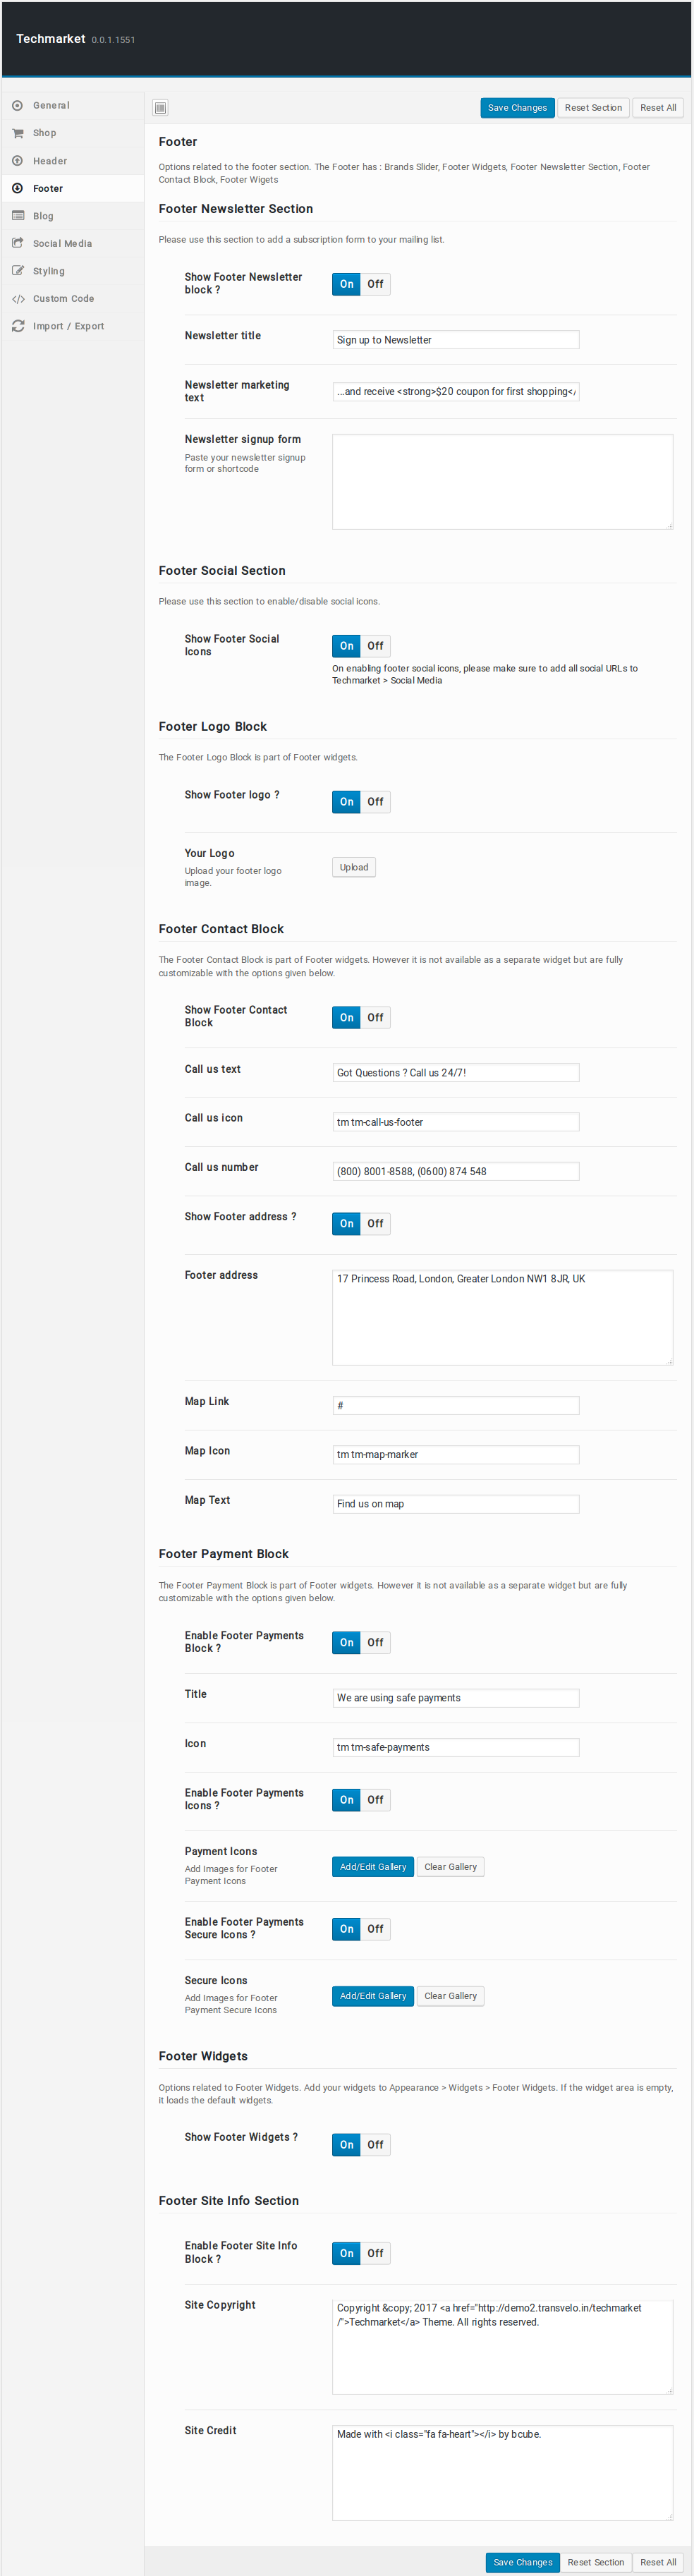 Techmarket 0.0.1.1551
General
Shop
Header
Footer
Blog
Social Media
Styling
Custom Code
Import / Export
Save Changes Reset Section Reset All
Footer
Options related to the footer section. The Footer has : Brands Slider, Footer Widgets, Footer Newsletter Section, Footer
Contact Block, Footer Wigets
Footer Newsletter Section
Please use this section to add a subscription form to your mailing list.
Show Footer Newsletter
block ?
On Off
Newsletter title
Sign up to Newsletter
Newsletter marketing
text
...and receive <strong>$20 coupon for first shopping</
Newsletter signup form
Paste your newsletter signup
form or shortcode
Footer Social Section
Please use this section to enable/disable social icons.
Show Footer Social
Icons
On Off
On enabling footer social icons, please make sure to add all social URLs to
Techmarket > Social Media
Footer Logo Block
The Footer Logo Block is part of Footer widgets.
Show Footer logo ?
On Off
Your Logo
Upload your footer logo
image.
Upload
Footer Contact Block
The Footer Contact Block is part of Footer widgets. However it is not available as a separate widget but are fully
customizable with the options given below.
Show Footer Contact
Block
On Off
Call us text
Got Questions ? Call us 24/7!
Call us icon
tm tm-call-us-footer
Call us number
(800) 8001-8588, (0600) 874 548
Show Footer address ?
On Off
Footer address
17 Princess Road, London, Greater London NW1 8JR, UK
Map Link
#
Map Icon
tm tm-map-marker
Map Text
Find us on map
Footer Payment Block
The Footer Payment Block is part of Footer widgets. However it is not available as a separate widget but are fully
customizable with the options given below.
Enable Footer Payments
Block ?
On Off
Title
We are using safe payments
Icon
tm tm-safe-payments
Enable Footer Payments
Icons ?
On Off
Payment Icons
Add Images for Footer
Payment Icons
Add/Edit Gallery Clear Gallery
Enable Footer Payments
Secure Icons ?
On Off
Secure Icons
Add Images for Footer
Payment Secure Icons
Add/Edit Gallery Clear Gallery
Footer Widgets
Options related to Footer Widgets. Add your widgets to Appearance > Widgets > Footer Widgets. If the widget area is empty,
it loads the default widgets.
Show Footer Widgets ?
On Off
Footer Site Info Section
Enable Footer Site Info
Block ?
On Off
Site Copyright
Copyright &copy; 2017 <a href="http://demo2.transvelo.in/techmarket
/">Techmarket</a> Theme. All rights reserved.
Site Credit
Made with <i class="fa fa-heart"></i> by bcube.
Save Changes Reset Section Reset All